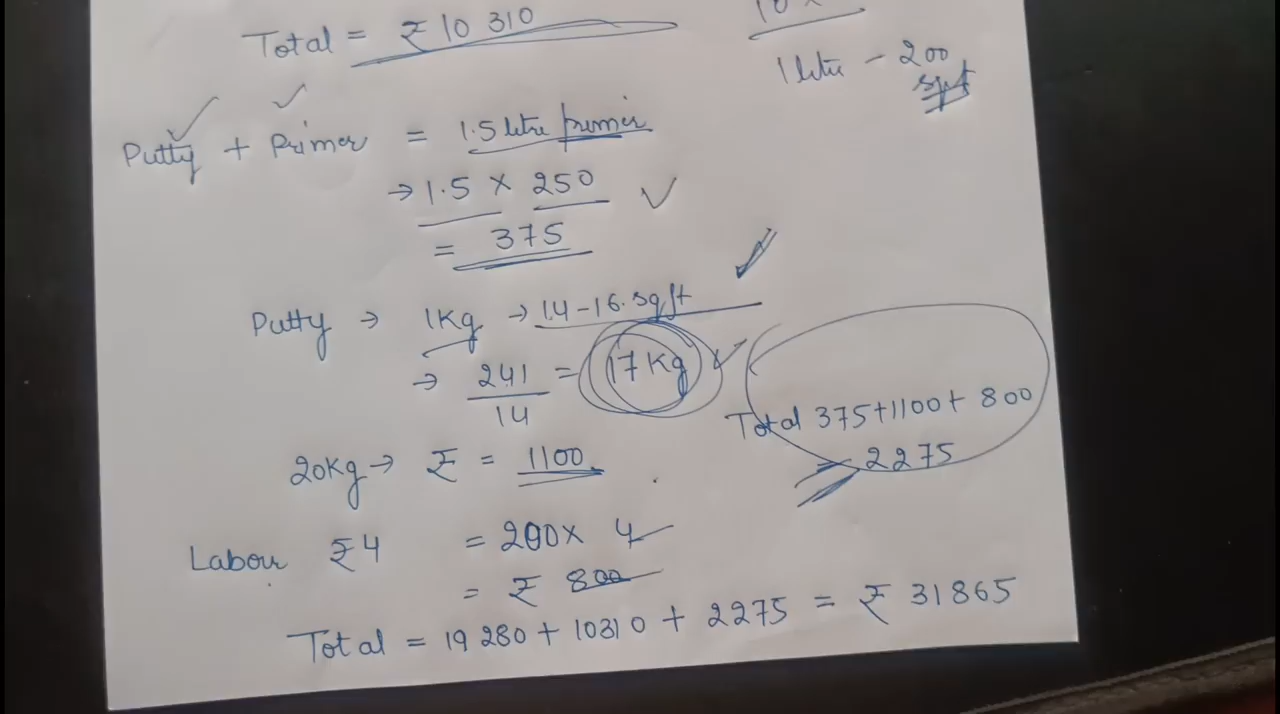 Total = ₹ 10 310
1 litre - 200
sqft
Putty + Primer = 1.5 litre primer
→ 1.5 × 250
= 375
Putty → 1Kg → 14-16.sqft
→ 241/14 = 17 Kg
Total 375+1100+ 800
= 2275
20Kg → ₹ = 1100
Labour ₹4 = 200× 4
= ₹ 800
Total = 19280 + 10310 + 2275 = ₹ 31865